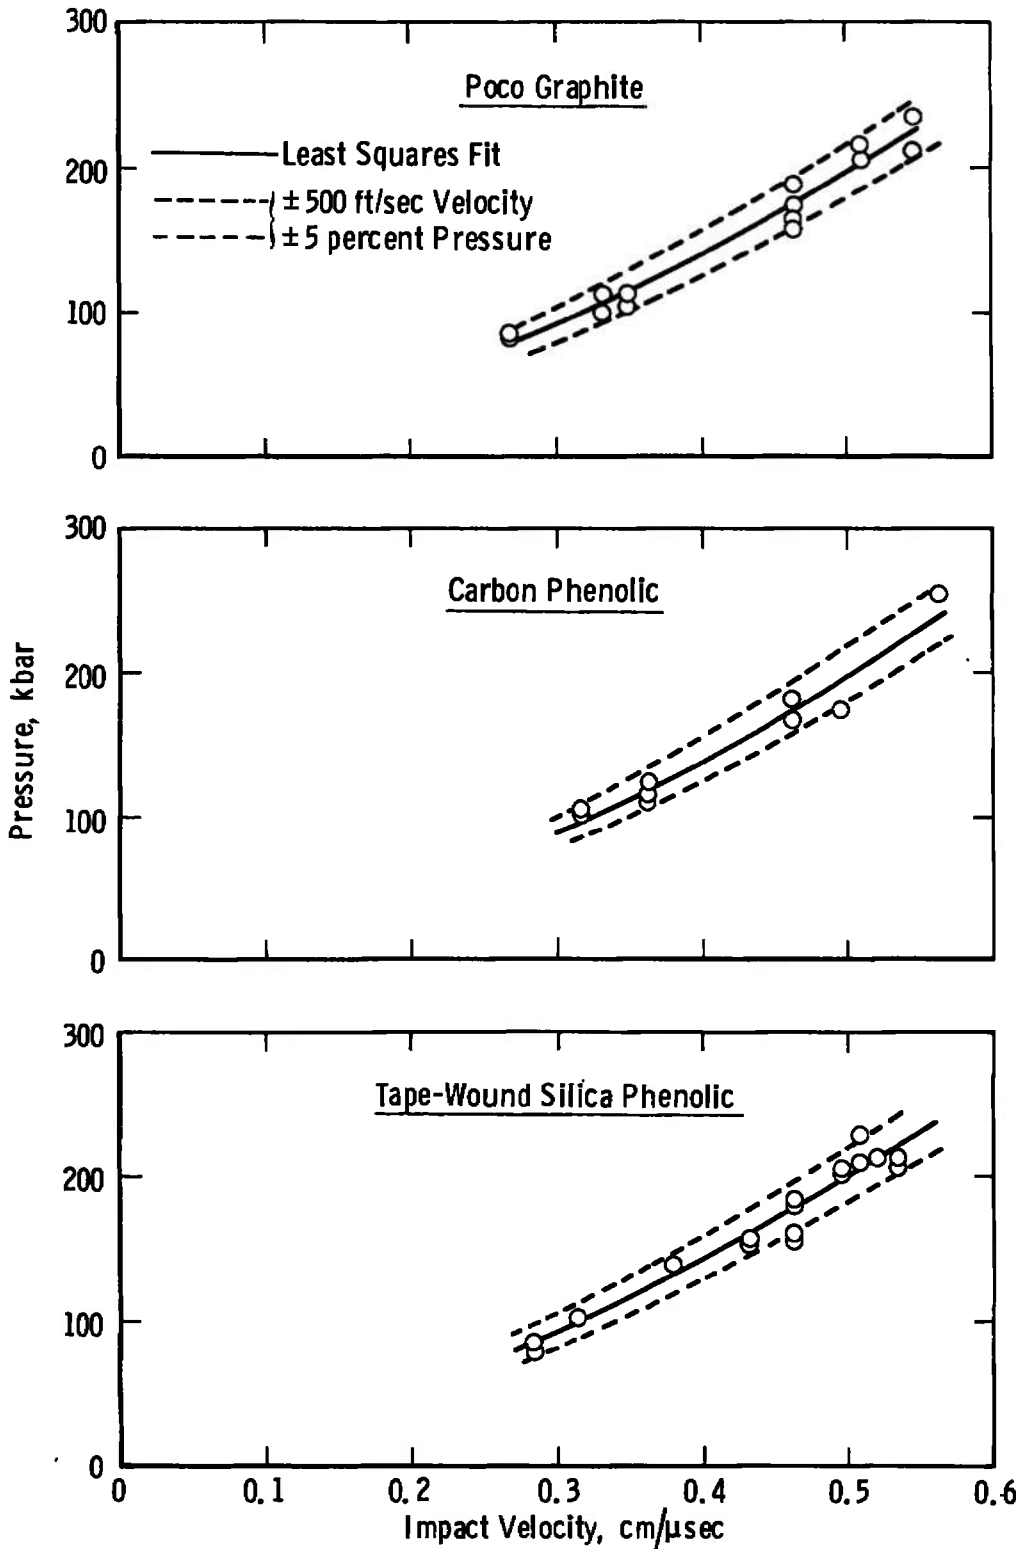 300
200
100
0
Poco Graphite
Least Squares Fit
± 500 ft/sec Velocity
± 5 percent Pressure
Pressure, kbar
300
200
100
0
Carbon Phenolic
300
200
100
0
Tape-Wound Silica Phenolic
0 0.1 0.2 0.3 0.4 0.5 0.6
Impact Velocity, cm/µsec